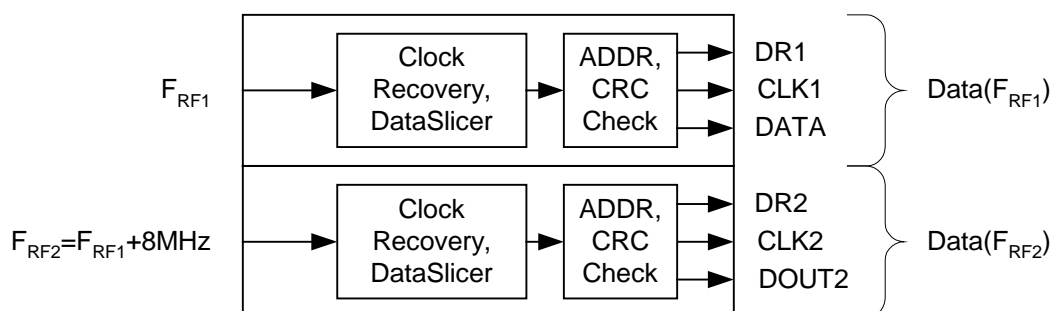 Clock
Recovery,
DataSlicer
ADDR,
CRC
Check
F_RF1
DR1
CLK1
DATA
Data(F_RF1)
Clock
Recovery,
DataSlicer
ADDR,
CRC
Check
F_RF2=F_RF1+8MHz
DR2
CLK2
DOUT2
Data(F_RF2)